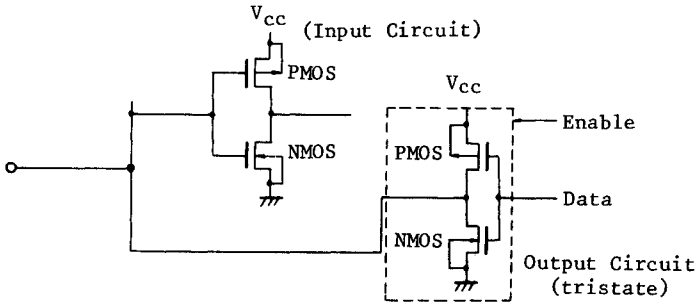 Vcc (Input Circuit)
PMOS
Vcc
Enable
NMOS
PMOS
Data
NMOS
Output Circuit
(tristate)